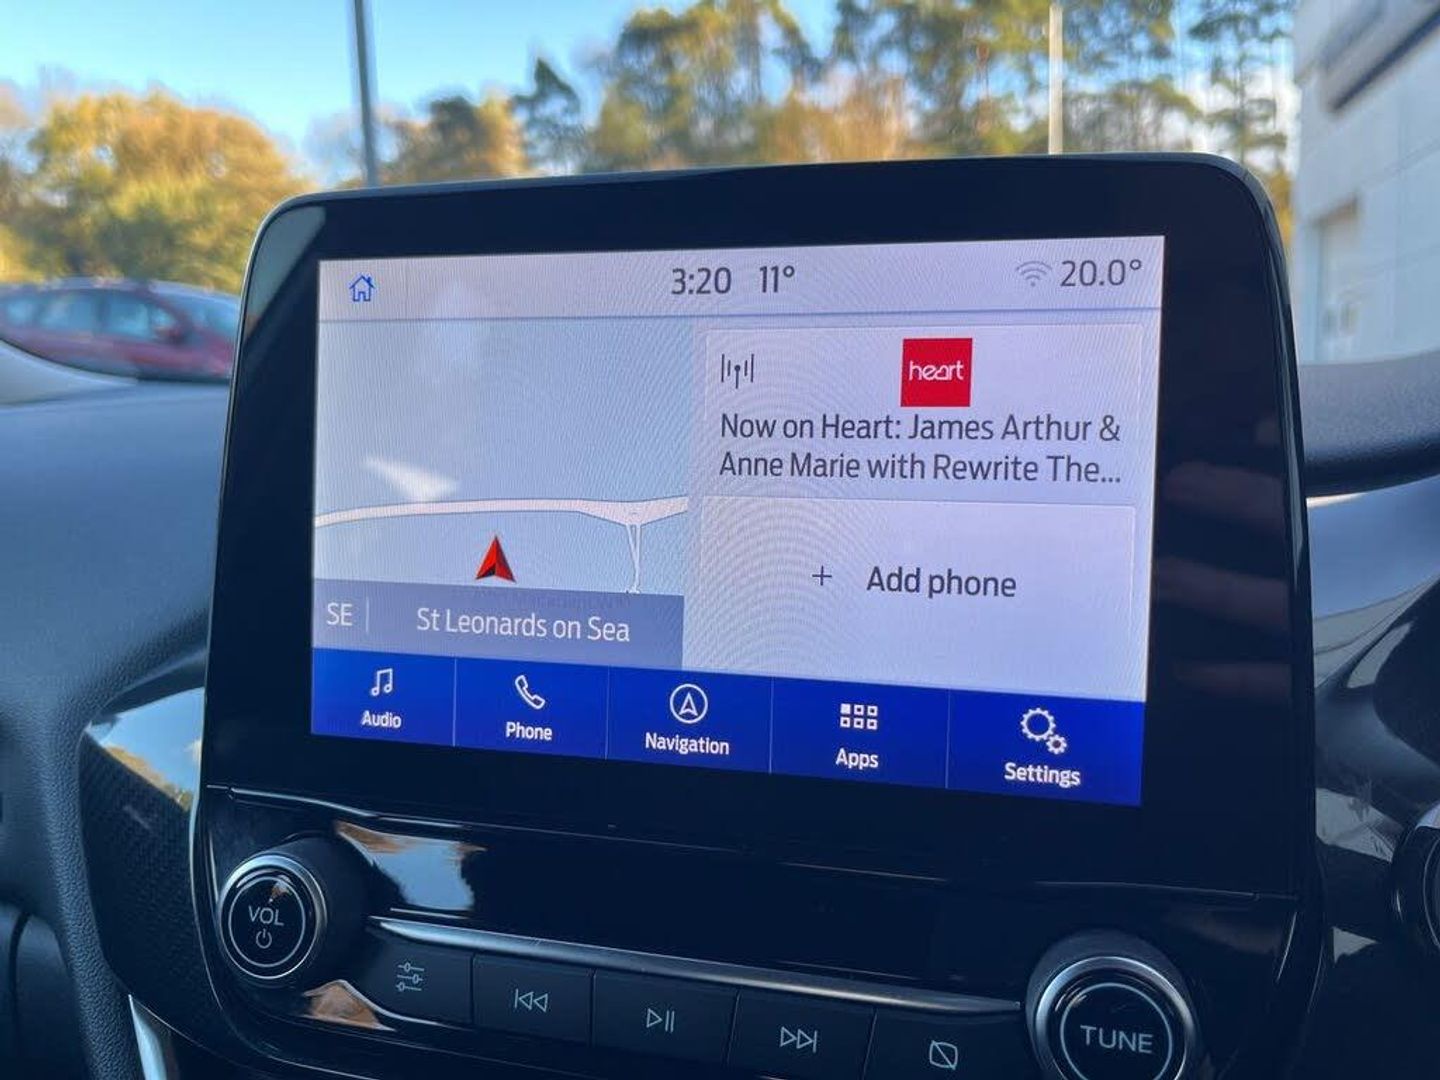 3:20 11° 20.0°
heart
Now on Heart: James Arthur &
Anne Marie with Rewrite The...
+ Add phone
SE | St Leonards on Sea
Audio
Phone
Navigation
Apps
Settings
VOL
TUNE